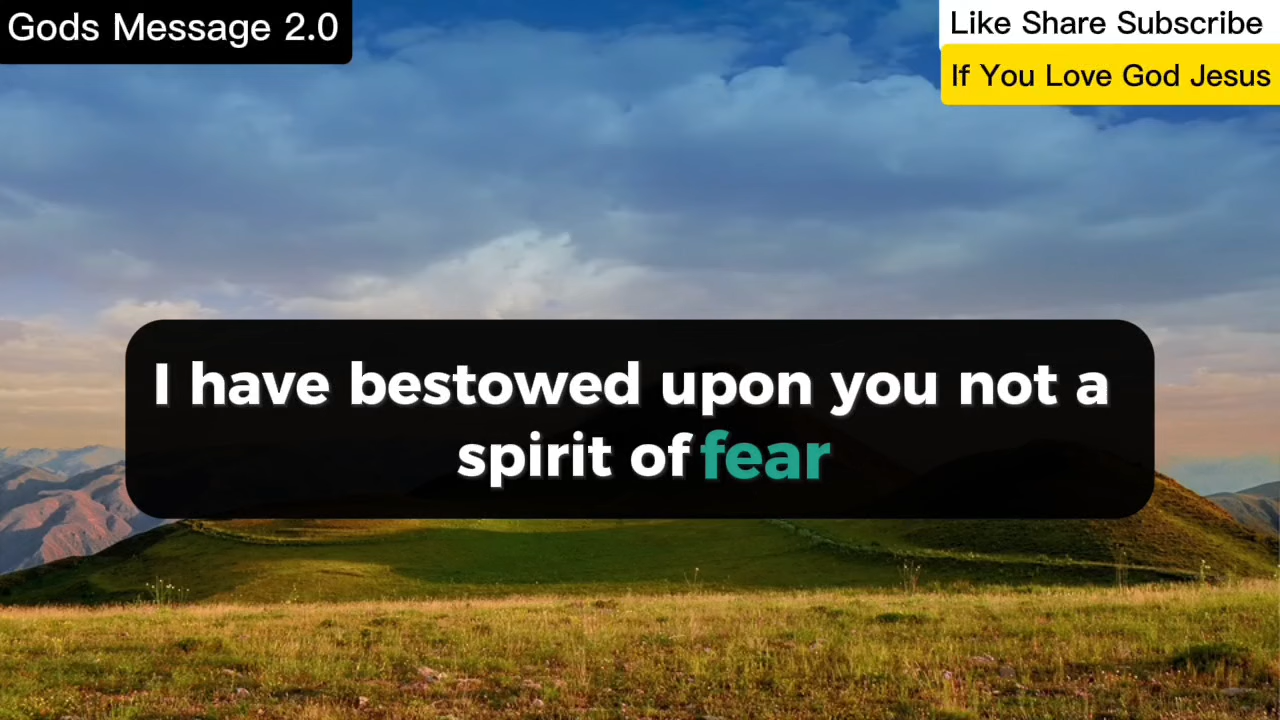 Gods Message 2.0
Like Share Subscribe
If You Love God Jesus
I have bestowed upon you not a
spirit of fear